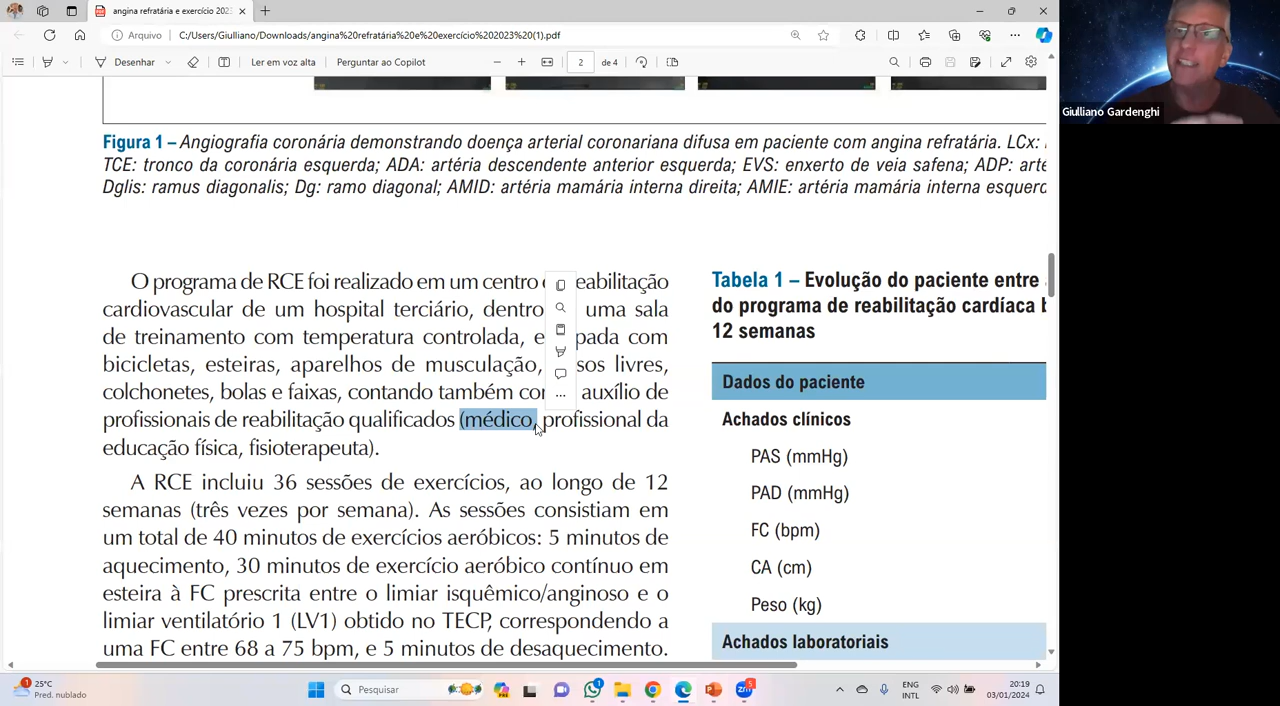 angina refratária e exercício 202
Arquivo
C:/Users/Giulliano/Downloads/angina%20refratária%20e%20exercício%202023%20(1).pdf
Desenhar
Ler em voz alta
Perguntar ao Copilot
2
de 4
Giulliano Gardenghi
Figura 1 – Angiografia coronária demonstrando doença arterial coronariana difusa em paciente com angina refratária. LCx:
TCE: tronco da coronária esquerda; ADA: artéria descendente anterior esquerda; EVS: enxerto de veia safena; ADP: arte
Dglis: ramus diagonalis; Dg: ramo diagonal; AMID: artéria mamária interna direita; AMIE: artéria mamária interna esquerd
O programa de RCE foi realizado em um centro eabilitação
cardiovascular de um hospital terciário, dentro uma sala
de treinamento com temperatura controlada, e pada com
bicicletas, esteiras, aparelhos de musculação, sos livres,
colchonetes, bolas e faixas, contando também co auxílio de
profissionais de reabilitação qualificados (médico, profissional da
educação física, fisioterapeuta).
A RCE incluiu 36 sessões de exercícios, ao longo de 12
semanas (três vezes por semana). As sessões consistiam em
um total de 40 minutos de exercícios aeróbicos: 5 minutos de
aquecimento, 30 minutos de exercício aeróbico contínuo em
esteira à FC prescrita entre o limiar isquêmico/anginoso e o
limiar ventilatório 1 (LV1) obtido no TECP, correspondendo a
uma FC entre 68 a 75 bpm, e 5 minutos de desaquecimento.
Tabela 1 – Evolução do paciente entre
do programa de reabilitação cardíaca b
12 semanas
Dados do paciente
Achados clínicos
PAS (mmHg)
PAD (mmHg)
FC (bpm)
CA (cm)
Peso (kg)
Achados laboratoriais
1
25°C
Pred. nublado
Pesquisar
1
5
ENG
INTL
20:19
03/01/2024